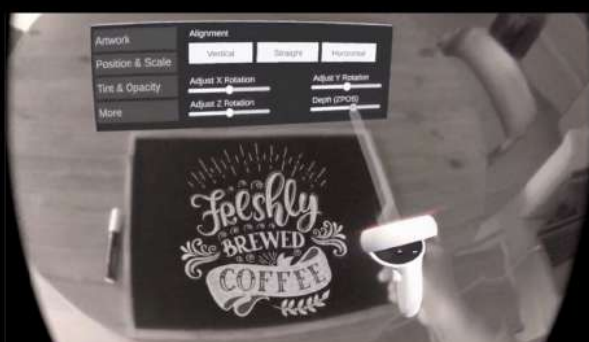 Artwork
Position & Scale
Tint & Opacity
More
Alignment
Vertical
Straight
Horizontal
Adjust X Rotation
Adjust Y Rotation
Adjust Z Rotation
Depth (ZPOS)
Freshly
BREWED
COFFEE